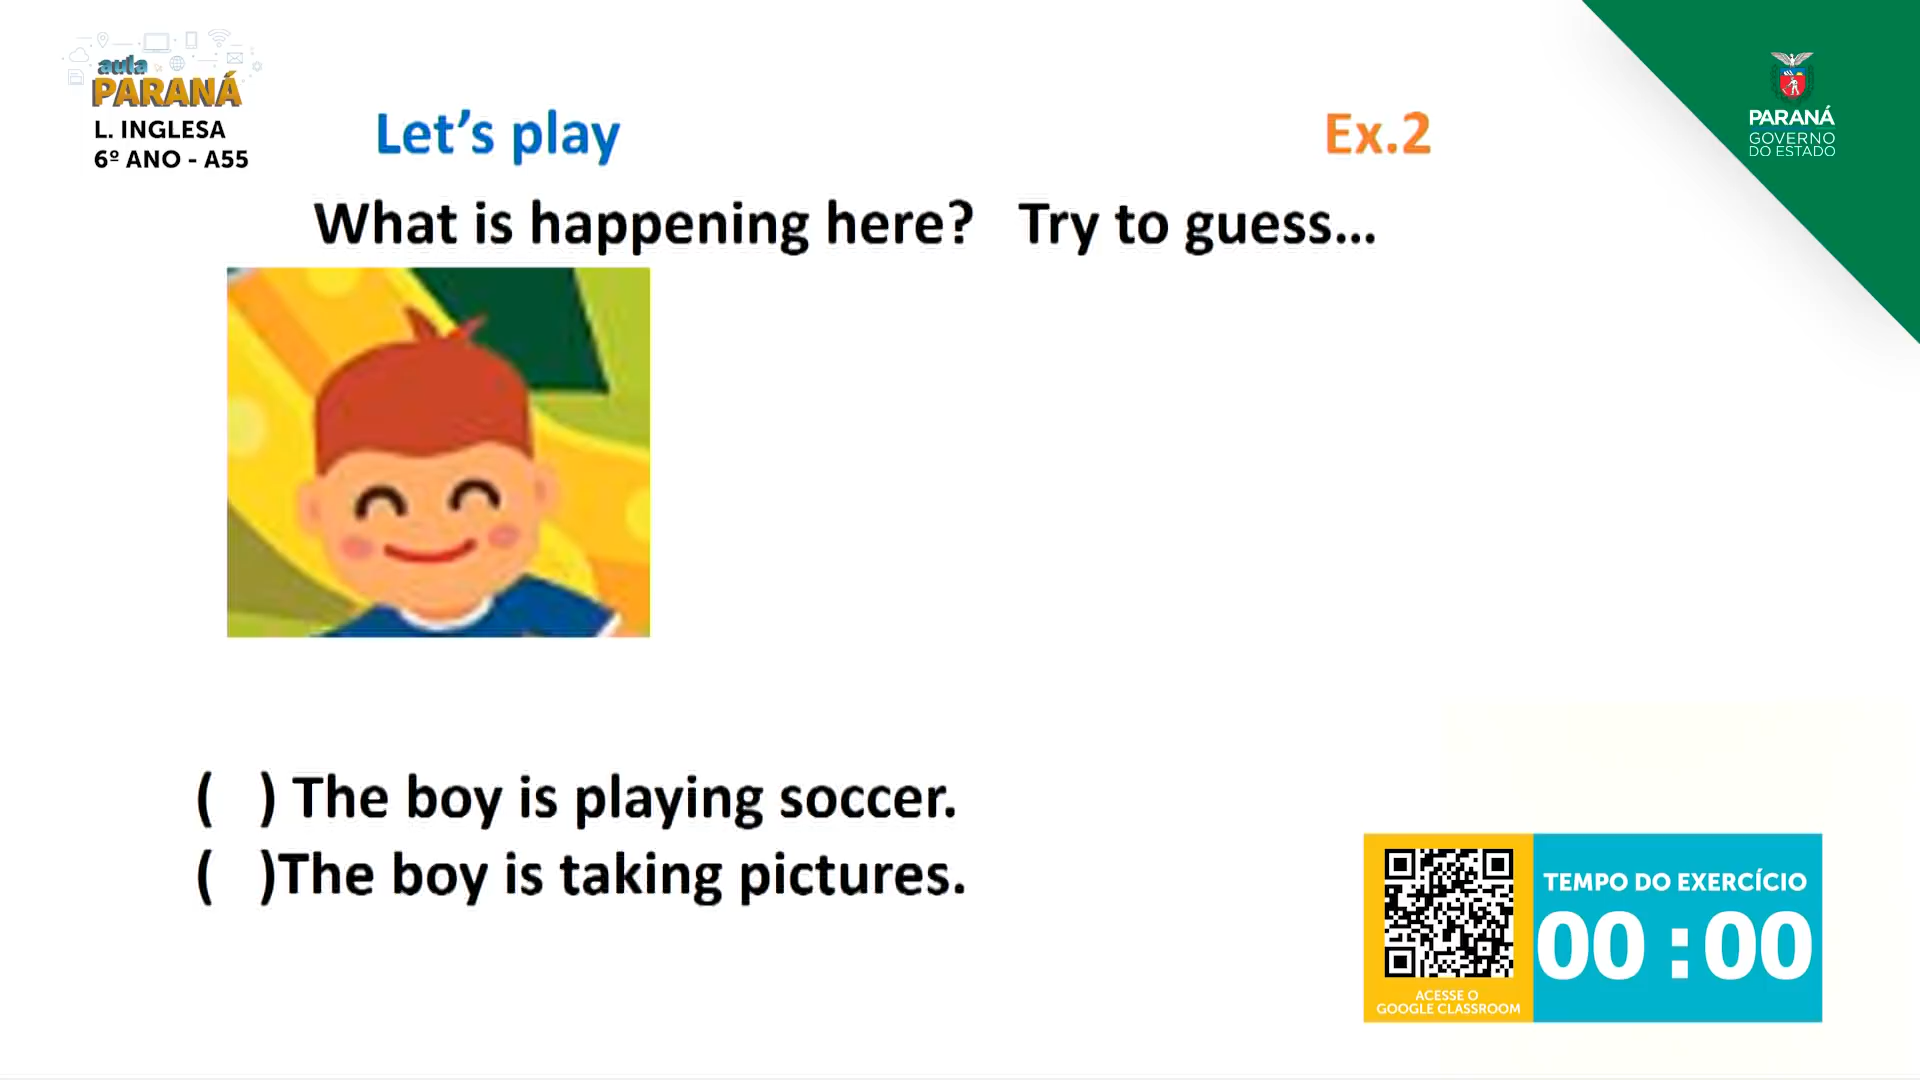 aula
PARANÁ
L. INGLESA
6º ANO - A55
Let’s play
Ex.2
PARANÁ
GOVERNO
DO ESTADO
What is happening here? Try to guess...
( ) The boy is playing soccer.
( )The boy is taking pictures.
TEMPO DO EXERCÍCIO
00 :00
ACESSE O
GOOGLE CLASSROOM